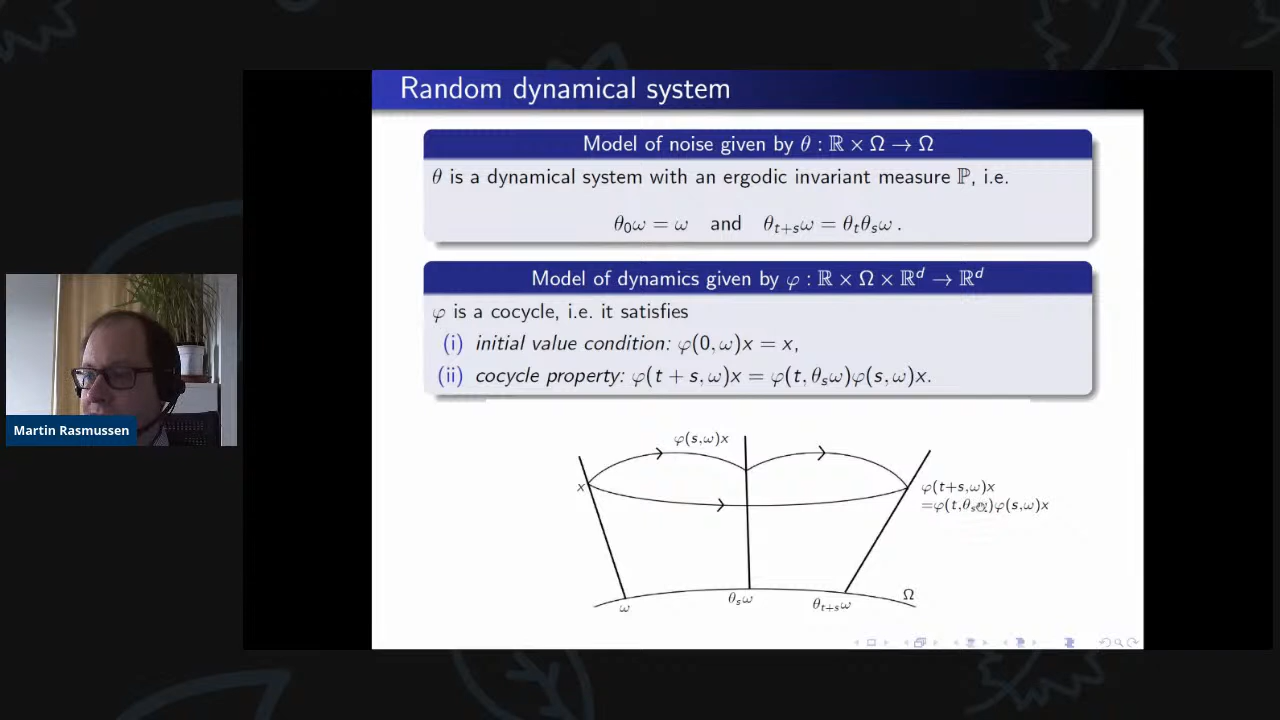 Random dynamical system
Model of noise given by θ : ℝ × Ω → Ω
θ is a dynamical system with an ergodic invariant measure ℙ, i.e.
θ₀ω = ω and θₜ₊ₛω = θₜθₛω .
Model of dynamics given by φ : ℝ × Ω × ℝᵈ → ℝᵈ
φ is a cocycle, i.e. it satisfies
(i) initial value condition: φ(0, ω)x = x,
(ii) cocycle property: φ(t + s, ω)x = φ(t, θₛω)φ(s, ω)x.
Martin Rasmussen
φ(s,ω)x
x
φ(t+s,ω)x
=φ(t,θₛω)φ(s,ω)x
ω
θₛω
θₜ₊ₛω
Ω